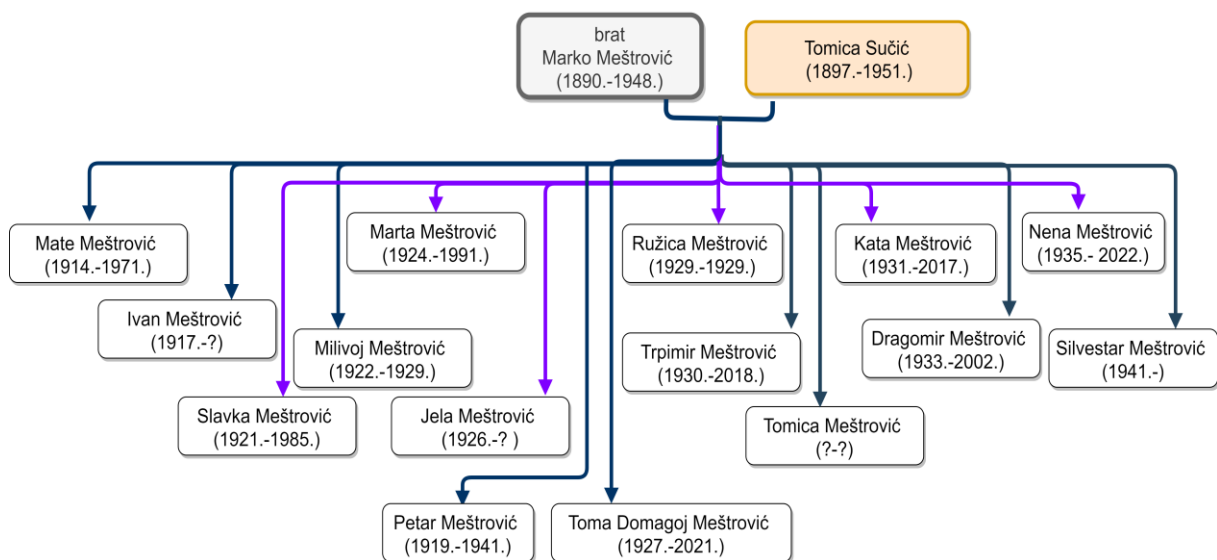 brat
Marko Meštrović
(1890.-1948.)
Tomica Sučić
(1897.-1951.)
Mate Meštrović
(1914.-1971.)
Marta Meštrović
(1924.-1991.)
Ružica Meštrović
(1929.-1929.)
Kata Meštrović
(1931.-2017.)
Nena Meštrović
(1935.- 2022.)
Ivan Meštrović
(1917.-?)
Milivoj Meštrović
(1922.-1929.)
Trpimir Meštrović
(1930.-2018.)
Dragomir Meštrović
(1933.-2002.)
Silvestar Meštrović
(1941.-)
Slavka Meštrović
(1921.-1985.)
Jela Meštrović
(1926.-? )
Tomica Meštrović
(?-?)
Petar Meštrović
(1919.-1941.)
Toma Domagoj Meštrović
(1927.-2021.)